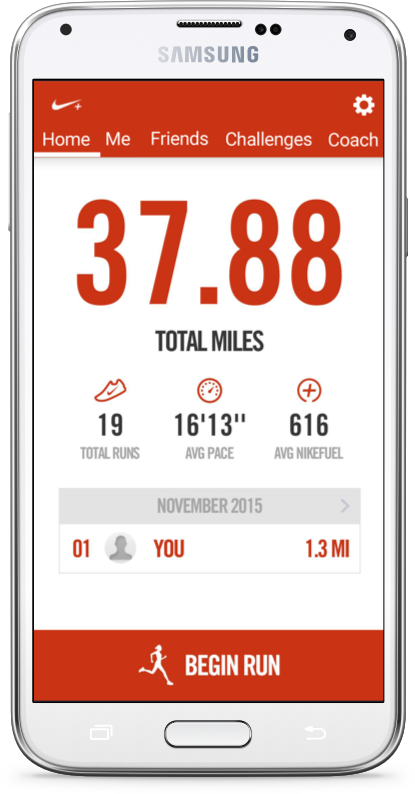 SAMSUNG
Home Me Friends Challenges Coach
37.88
TOTAL MILES
19 16'13" 616
TOTAL RUNS AVG PACE AVG NIKEFUEL
NOVEMBER 2015
01 YOU 1.3 MI
BEGIN RUN